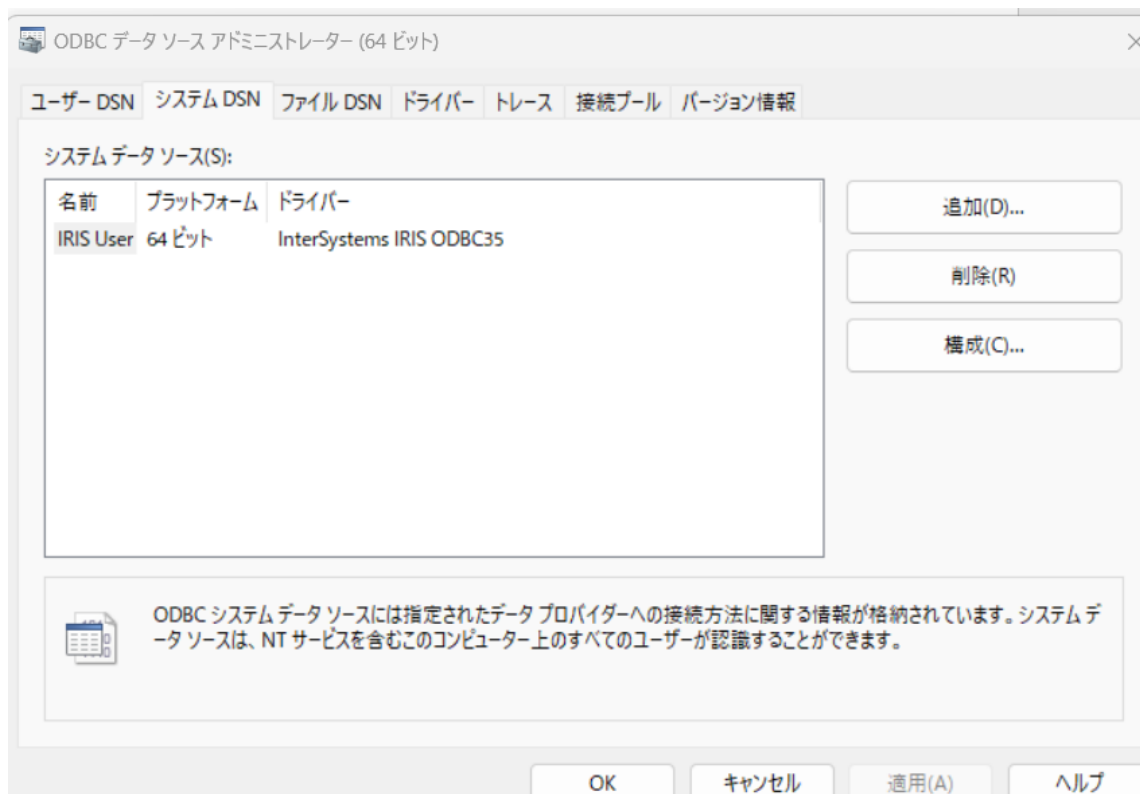 ODBC データ ソース アドミニストレーター (64 ビット)
ユーザー DSN システム DSN ファイル DSN ドライバー トレース 接続プール バージョン情報
システム データ ソース(S):
名前 プラットフォーム ドライバー
IRIS User 64 ビット InterSystems IRIS ODBC35
追加(D)...
削除(R)
構成(C)...
ODBC システム データ ソースには指定されたデータ プロバイダーへの接続方法に関する情報が格納されています。システム デ
ータ ソースは、NT サービスを含むこのコンピューター上のすべてのユーザーが認識することができます。
OK キャンセル 適用(A) ヘルプ